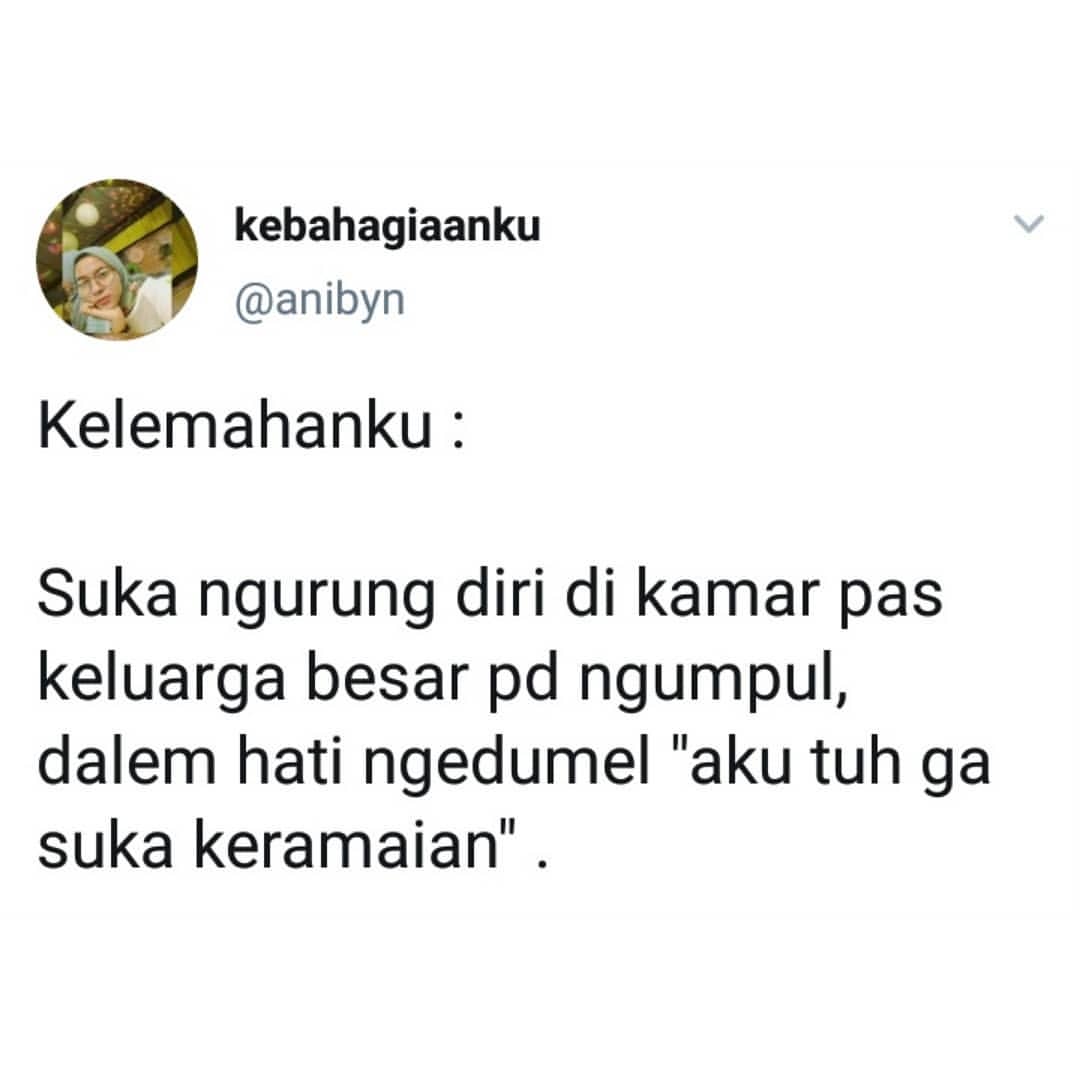 kebahagiaanku
@anibyn
Kelemahanku :
Suka ngurung diri di kamar pas
keluarga besar pd ngumpul,
dalem hati ngedumel "aku tuh ga
suka keramaian" .